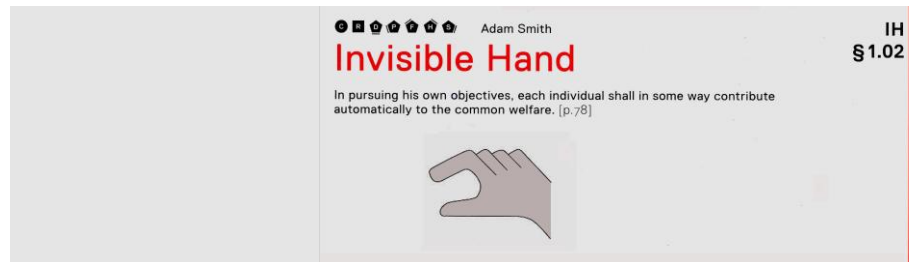 C R D P F H S Adam Smith
IH
Invisible Hand
§1.02
In pursuing his own objectives, each individual shall in some way contribute
automatically to the common welfare. [p.78]